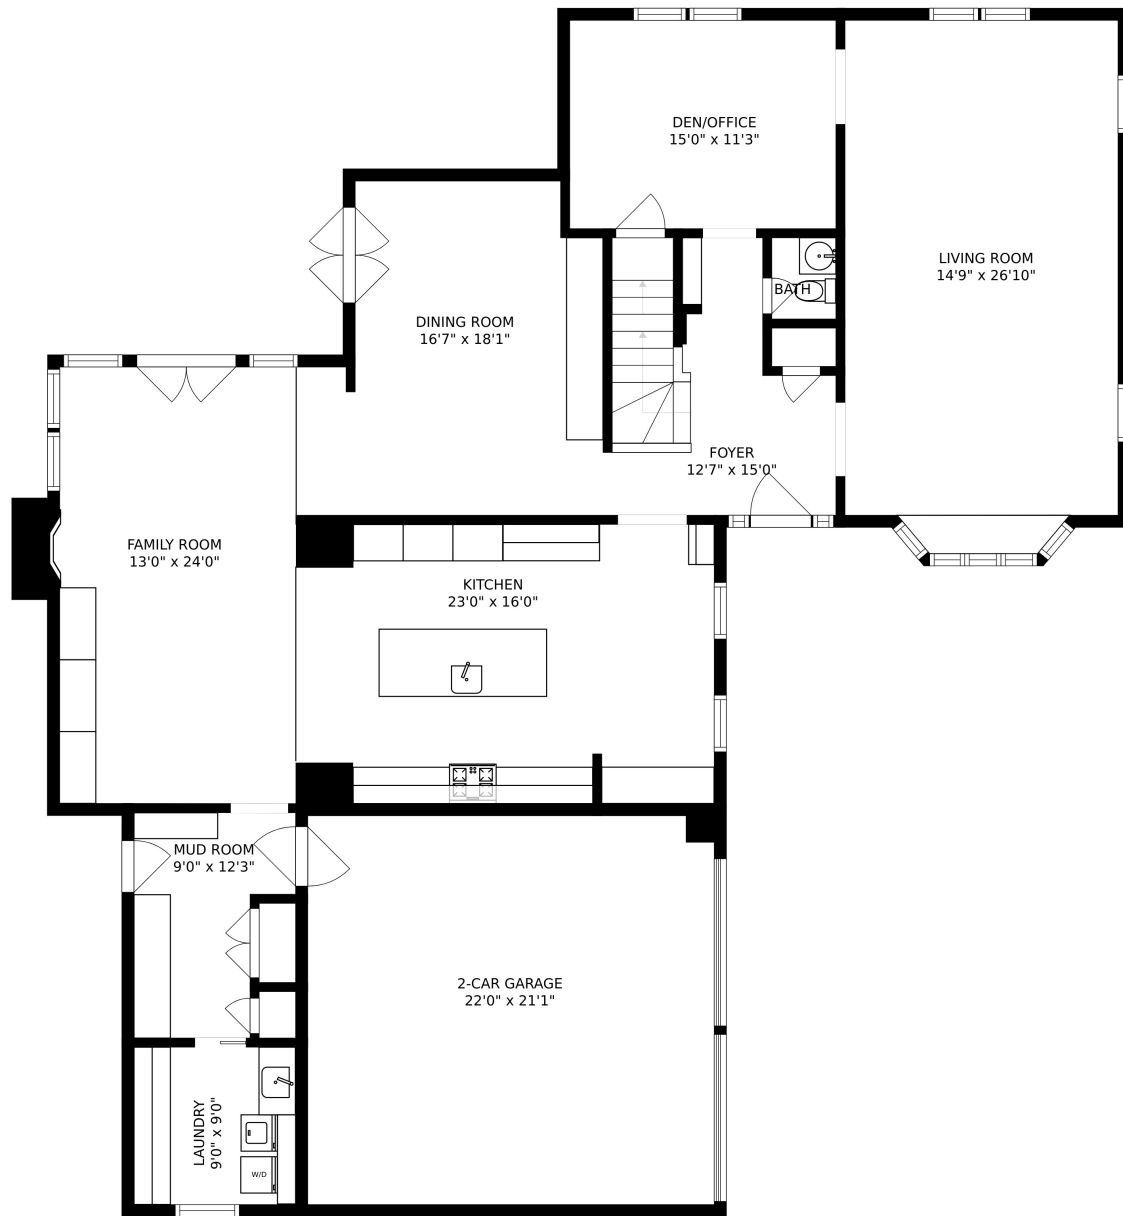 DEN/OFFICE
15'0" x 11'3"
LIVING ROOM
14'9" x 26'10"
BATH
DINING ROOM
16'7" x 18'1"
FOYER
12'7" x 15'0"
FAMILY ROOM
13'0" x 24'0"
KITCHEN
23'0" x 16'0"
MUD ROOM
9'0" x 12'3"
2-CAR GARAGE
22'0" x 21'1"
LAUNDRY
9'0" x 9'0"
W/D